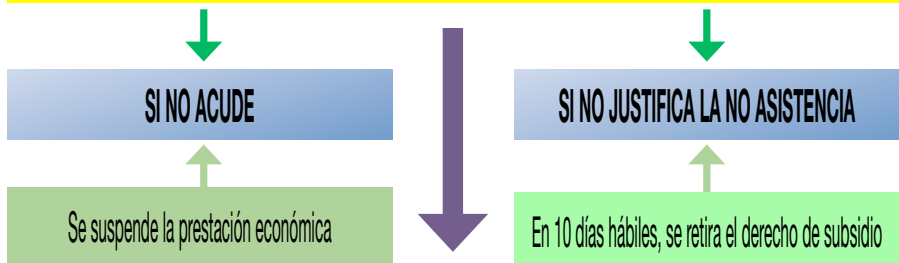 SI NO ACUDE
SI NO JUSTIFICA LA NO ASISTENCIA
Se suspende la prestación económica
En 10 días hábiles, se retira el derecho de subsidio